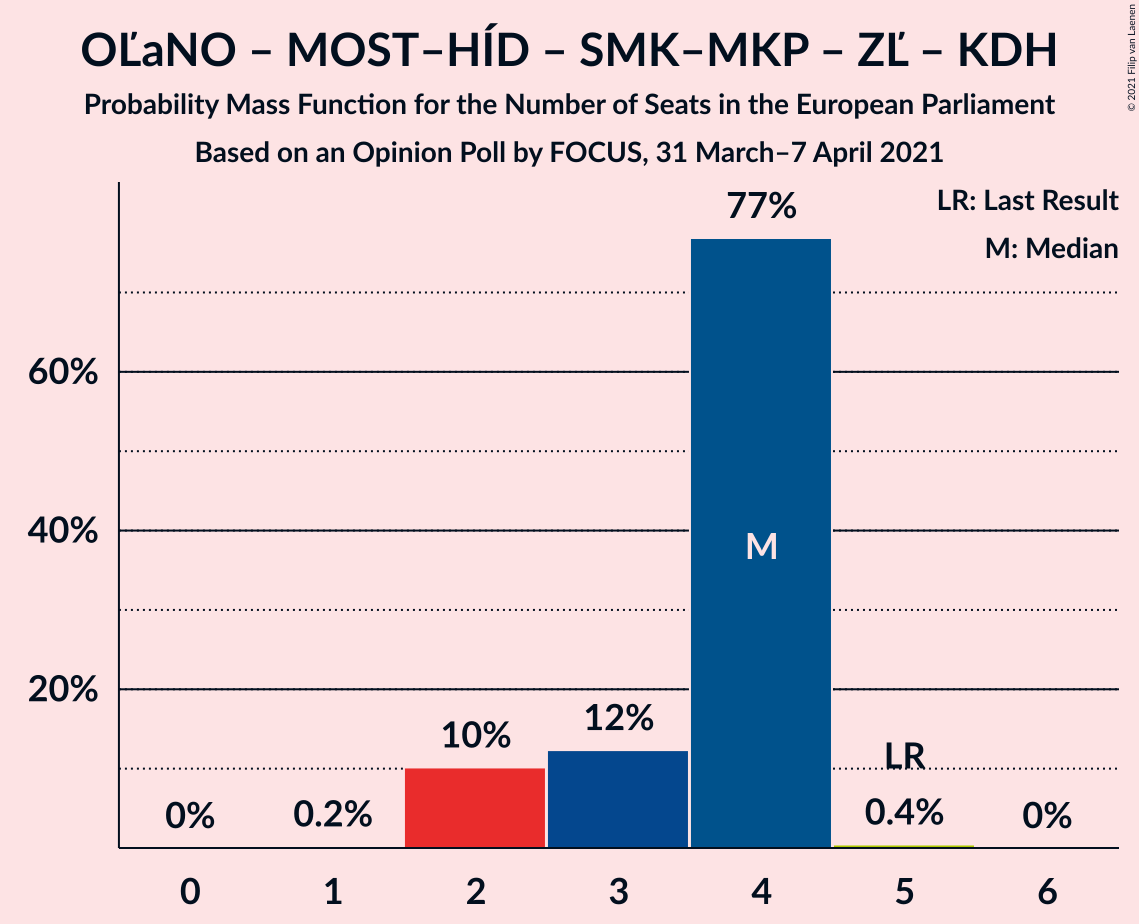 OĽaNO – MOST–HÍD – SMK–MKP – ZĽ – KDH
Probability Mass Function for the Number of Seats in the European Parliament
Based on an Opinion Poll by FOCUS, 31 March–7 April 2021
© 2021 Filip van Laenen
LR: Last Result
M: Median
77%
60%
40%
20%
M
0%
0.2%
10%
12%
LR
0.4%
0%
0 1 2 3 4 5 6